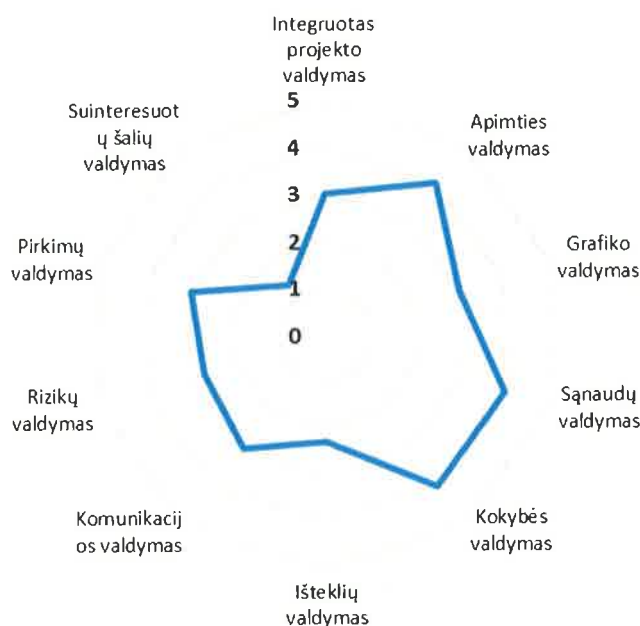 Integruotas
projekto
valdymas
5
4
3
2
1
0
Apimties
valdymas
Grafiko
valdymas
Sąnaudų
valdymas
Kokybės
valdymas
Išteklių
valdymas
Komunikacij
os valdymas
Rizikų
valdymas
Pirkimų
valdymas
Suinteresuot
ų šalių
valdymas